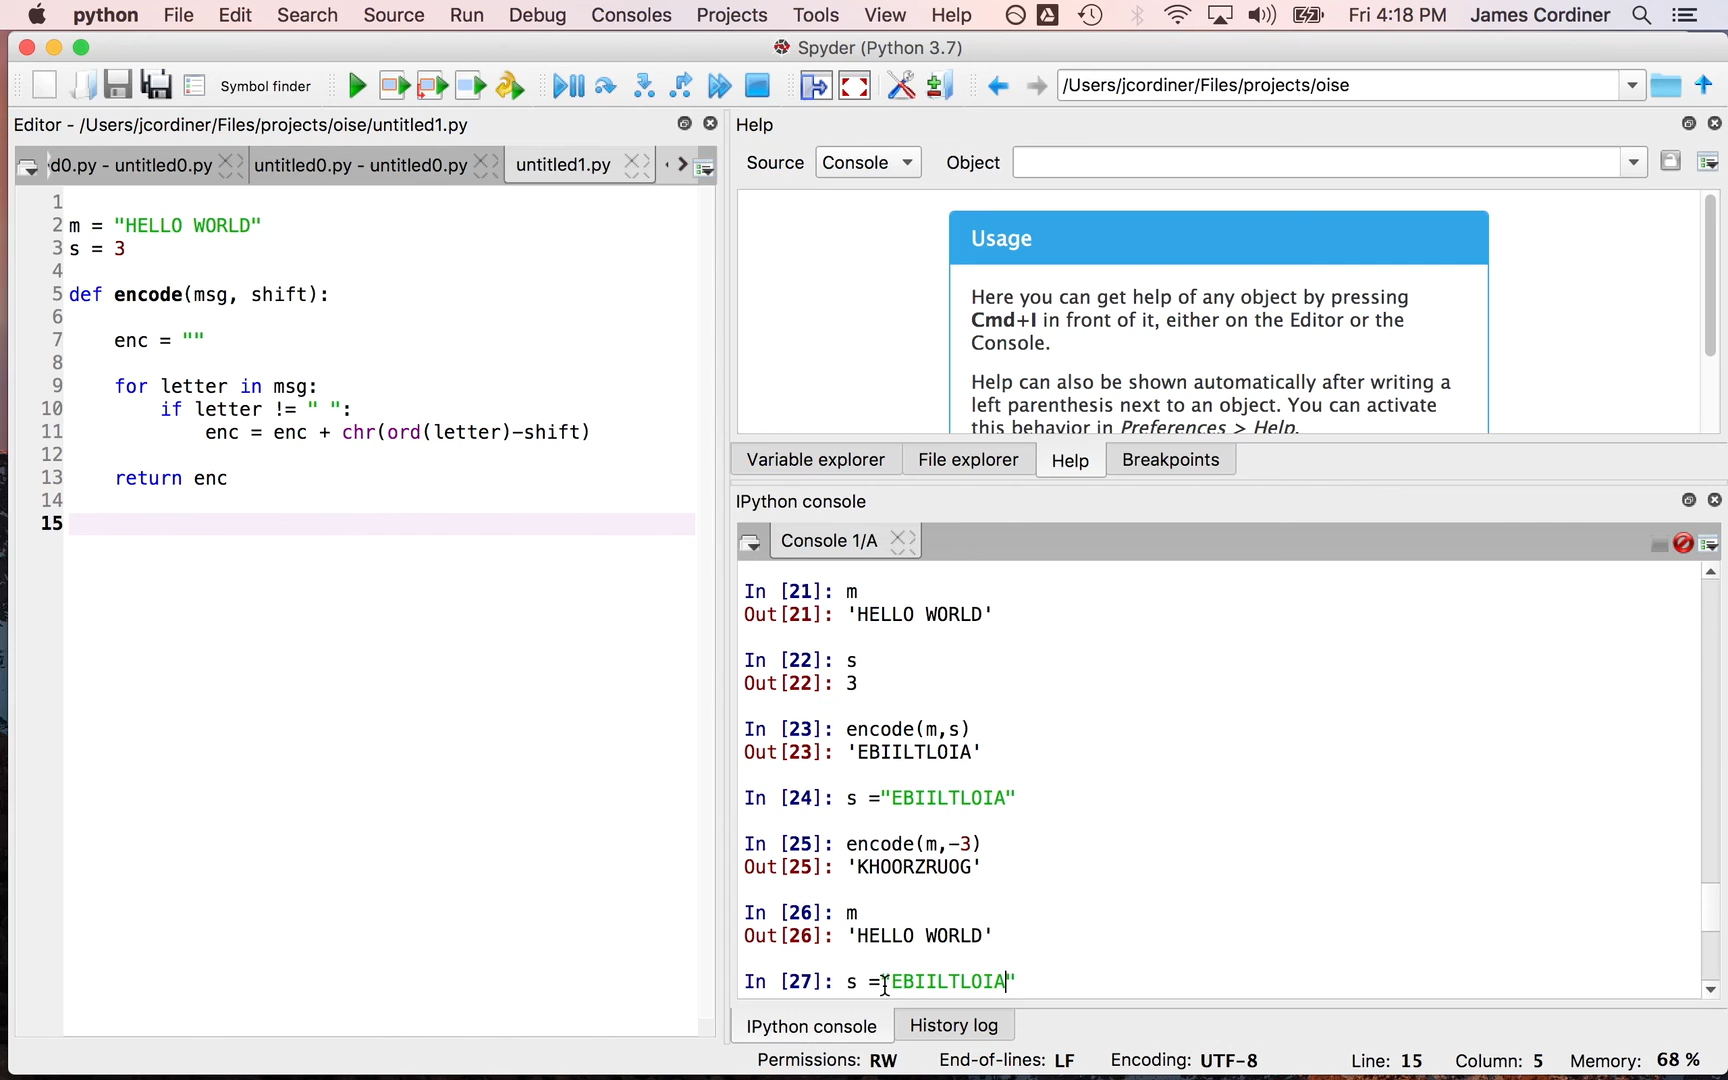 python File Edit Search Source Run Debug Consoles Projects Tools View Help Fri 4:18 PM James Cordiner
Spyder (Python 3.7)
Symbol finder /Users/jcordiner/Files/projects/oise
Editor - /Users/jcordiner/Files/projects/oise/untitled1.py
d0.py - untitled0.py untitled0.py - untitled0.py untitled1.py
1
2 m = "HELLO WORLD"
3 s = 3
4
5 def encode(msg, shift):
6
7 enc = ""
8
9 for letter in msg:
10 if letter != " ":
11 enc = enc + chr(ord(letter)-shift)
12
13 return enc
14
15
Help
Source Console Object
Usage
Here you can get help of any object by pressing
Cmd+I in front of it, either on the Editor or the
Console.
Help can also be shown automatically after writing a
left parenthesis next to an object. You can activate
this behavior in Preferences > Help.
Variable explorer File explorer Help Breakpoints
IPython console
Console 1/A
In [21]: m
Out[21]: 'HELLO WORLD'
In [22]: s
Out[22]: 3
In [23]: encode(m,s)
Out[23]: 'EBIILTLOIA'
In [24]: s ="EBIILTLOIA"
In [25]: encode(m,-3)
Out[25]: 'KHOORZRUOG'
In [26]: m
Out[26]: 'HELLO WORLD'
In [27]: s ="EBIILTLOIA"
IPython console History log
Permissions: RW End-of-lines: LF Encoding: UTF-8 Line: 15 Column: 5 Memory: 68 %